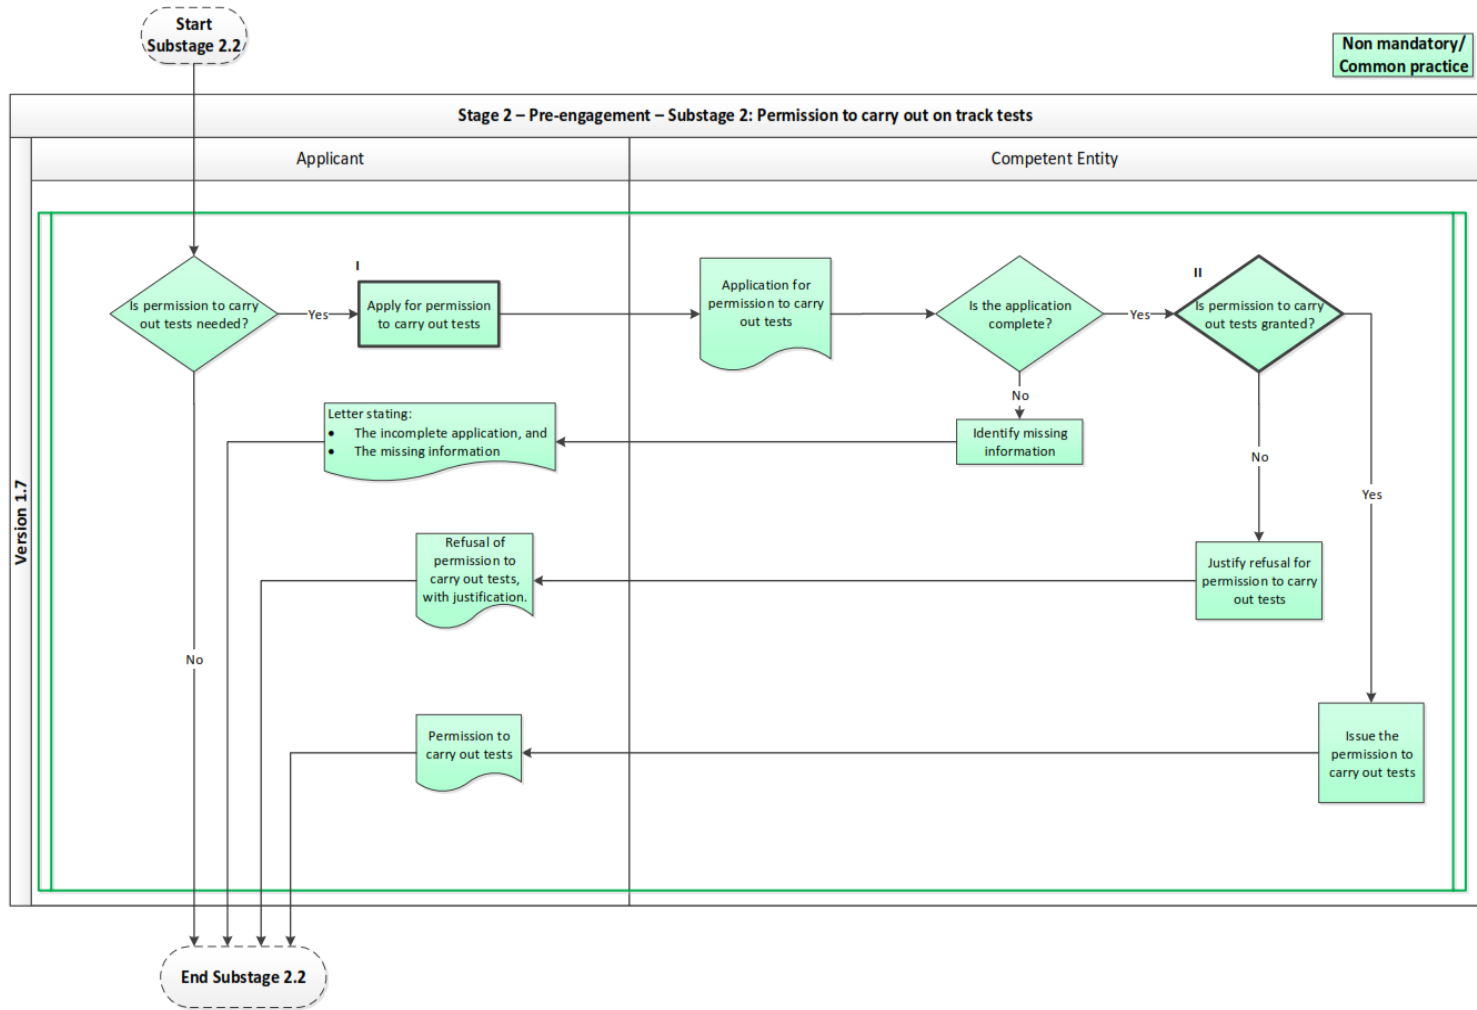 Start
Substage 2.2
Non mandatory/
Common practice
Stage 2 – Pre-engagement – Substage 2: Permission to carry out on track tests
Applicant
Competent Entity
Version 1.7
Is permission to carry
out tests needed?
Yes
I
Apply for permission
to carry out tests
Application for
permission to carry
out tests
Is the application
complete?
Yes
II
Is permission to carry
out tests granted?
No
Letter stating:
• The incomplete application, and
• The missing information
Identify missing
information
No
Yes
Refusal of
permission to
carry out tests,
with justification.
Justify refusal for
permission to carry
out tests
No
Permission to
carry out tests
Issue the
permission to
carry out tests
End Substage 2.2